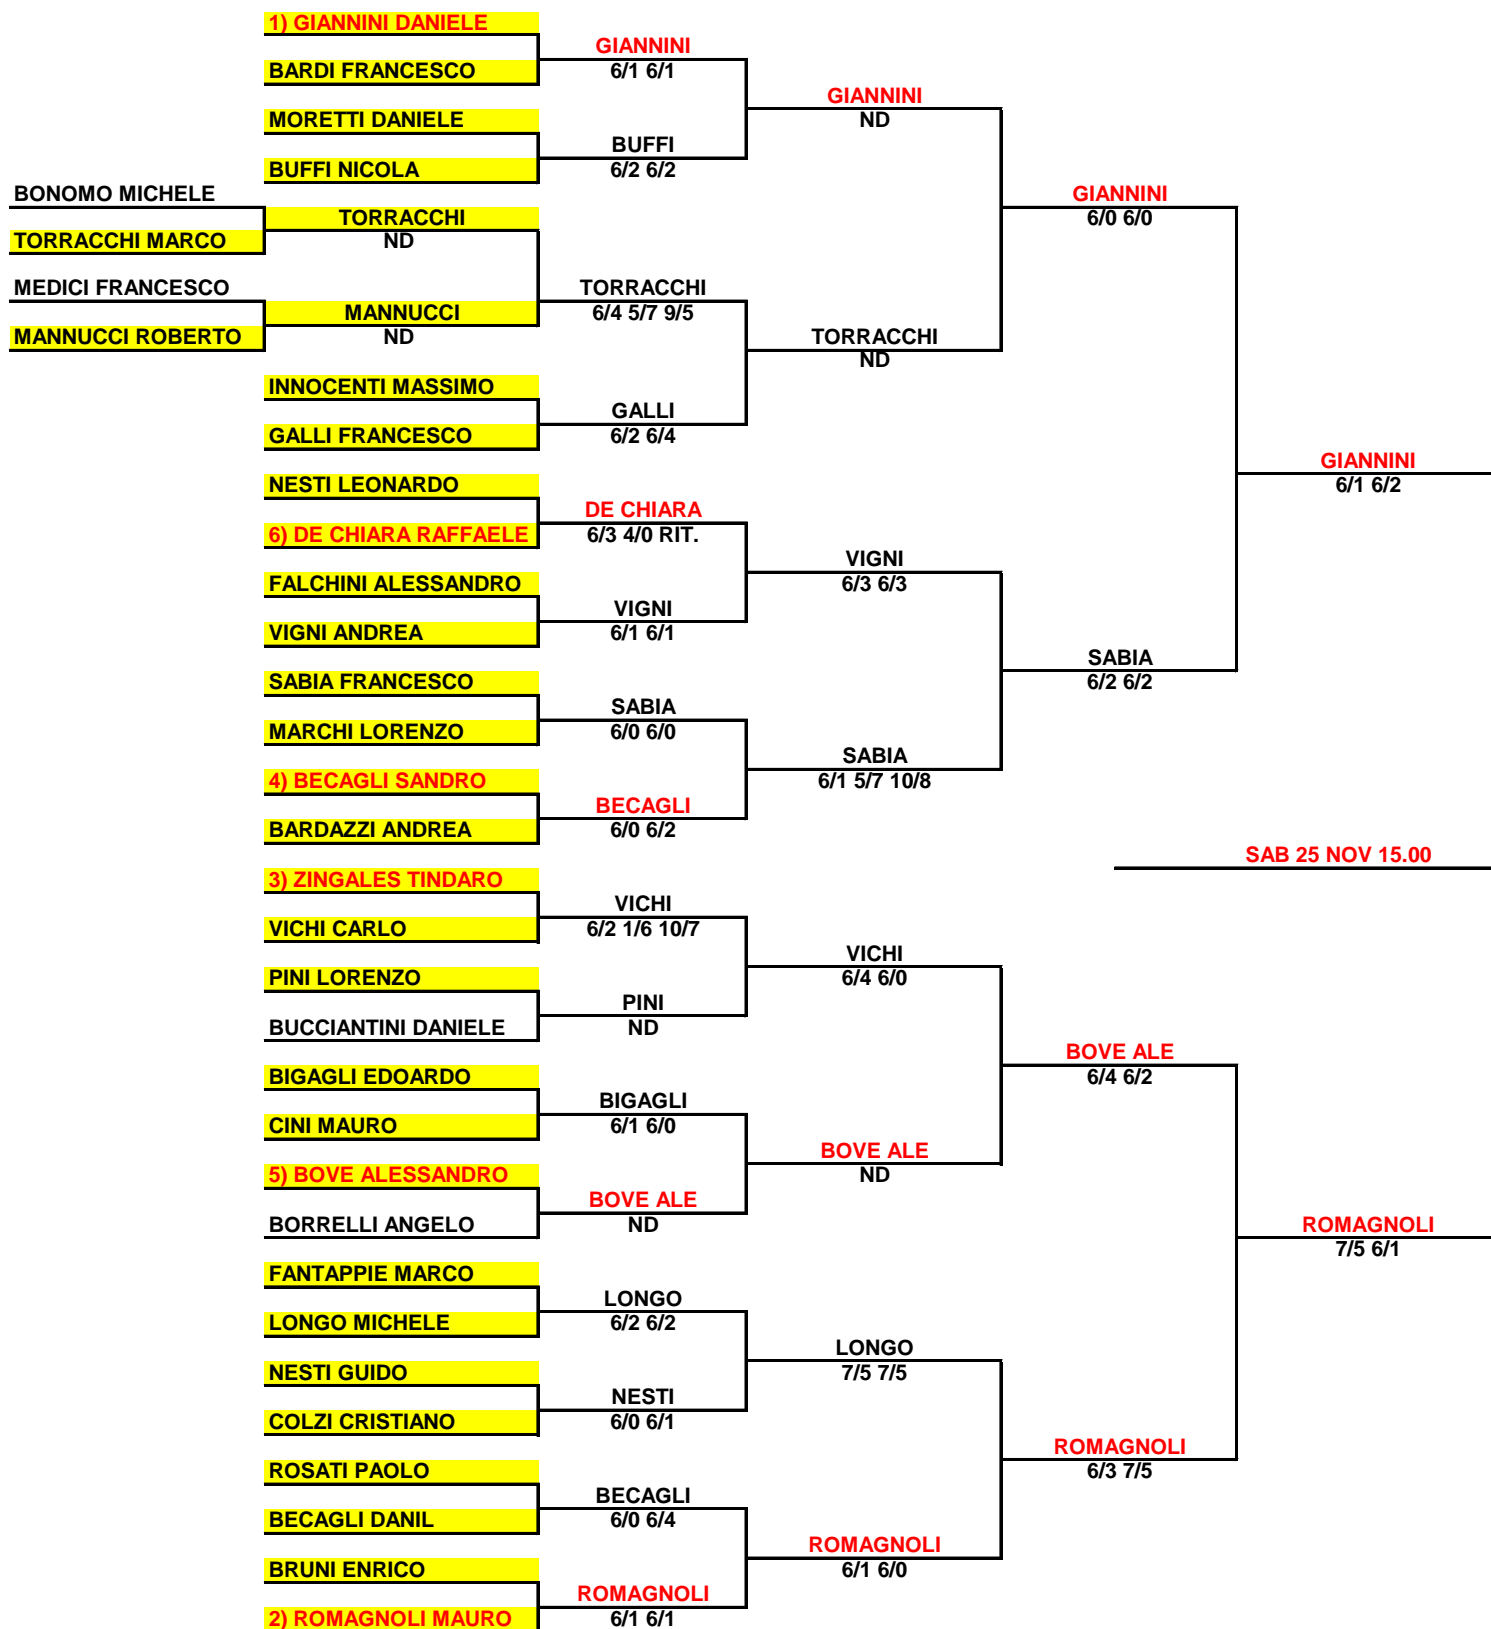 1) GIANNINI DANIELE
GIANNINI
BARDI FRANCESCO
6/1 6/1
GIANNINI
MORETTI DANIELE
ND
BUFFI
BUFFI NICOLA
6/2 6/2
BONOMO MICHELE
GIANNINI
TORRACCHI
6/0 6/0
TORRACCHI MARCO
ND
MEDICI FRANCESCO
TORRACCHI
MANNUCCI
6/4 5/7 9/5
MANNUCCI ROBERTO
ND
TORRACCHI
ND
INNOCENTI MASSIMO
GALLI
GALLI FRANCESCO
6/2 6/4
GIANNINI
NESTI LEONARDO
6/1 6/2
DE CHIARA
6) DE CHIARA RAFFAELE
6/3 4/0 RIT.
VIGNI
FALCHINI ALESSANDRO
6/3 6/3
VIGNI
VIGNI ANDREA
6/1 6/1
SABIA
SABIA FRANCESCO
6/2 6/2
SABIA
MARCHI LORENZO
6/0 6/0
SABIA
4) BECAGLI SANDRO
6/1 5/7 10/8
BECAGLI
BARDAZZI ANDREA
6/0 6/2
SAB 25 NOV 15.00
3) ZINGALES TINDARO
VICHI
VICHI CARLO
6/2 1/6 10/7
VICHI
PINI LORENZO
6/4 6/0
PINI
BUCCIANTINI DANIELE
ND
BOVE ALE
BIGAGLI EDOARDO
6/4 6/2
BIGAGLI
CINI MAURO
6/1 6/0
BOVE ALE
5) BOVE ALESSANDRO
ND
BOVE ALE
BORRELLI ANGELO
ND
ROMAGNOLI
7/5 6/1
FANTAPPIE MARCO
LONGO
LONGO MICHELE
6/2 6/2
LONGO
NESTI GUIDO
7/5 7/5
NESTI
COLZI CRISTIANO
6/0 6/1
ROMAGNOLI
ROSATI PAOLO
6/3 7/5
BECAGLI
BECAGLI DANIL
6/0 6/4
ROMAGNOLI
BRUNI ENRICO
6/1 6/0
ROMAGNOLI
2) ROMAGNOLI MAURO
6/1 6/1